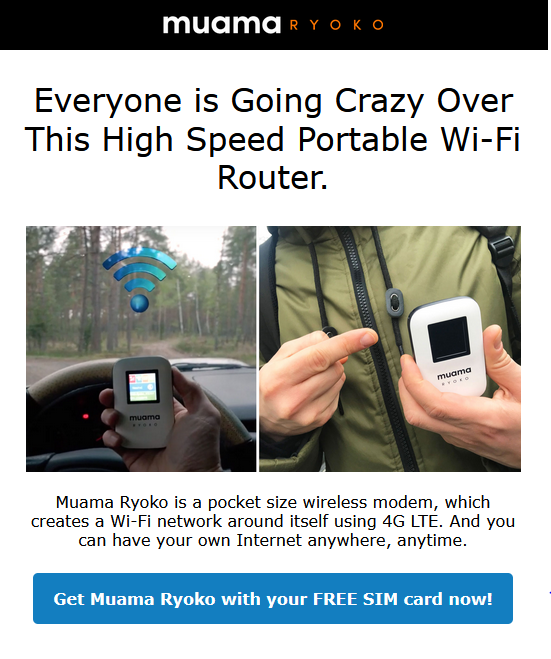 muama RYOKO
Everyone is Going Crazy Over
This High Speed Portable Wi-Fi
Router.
muama
RYOKO
muama
RYOKO
Muama Ryoko is a pocket size wireless modem, which
creates a Wi-Fi network around itself using 4G LTE. And you
can have your own Internet anywhere, anytime.
Get Muama Ryoko with your FREE SIM card now!